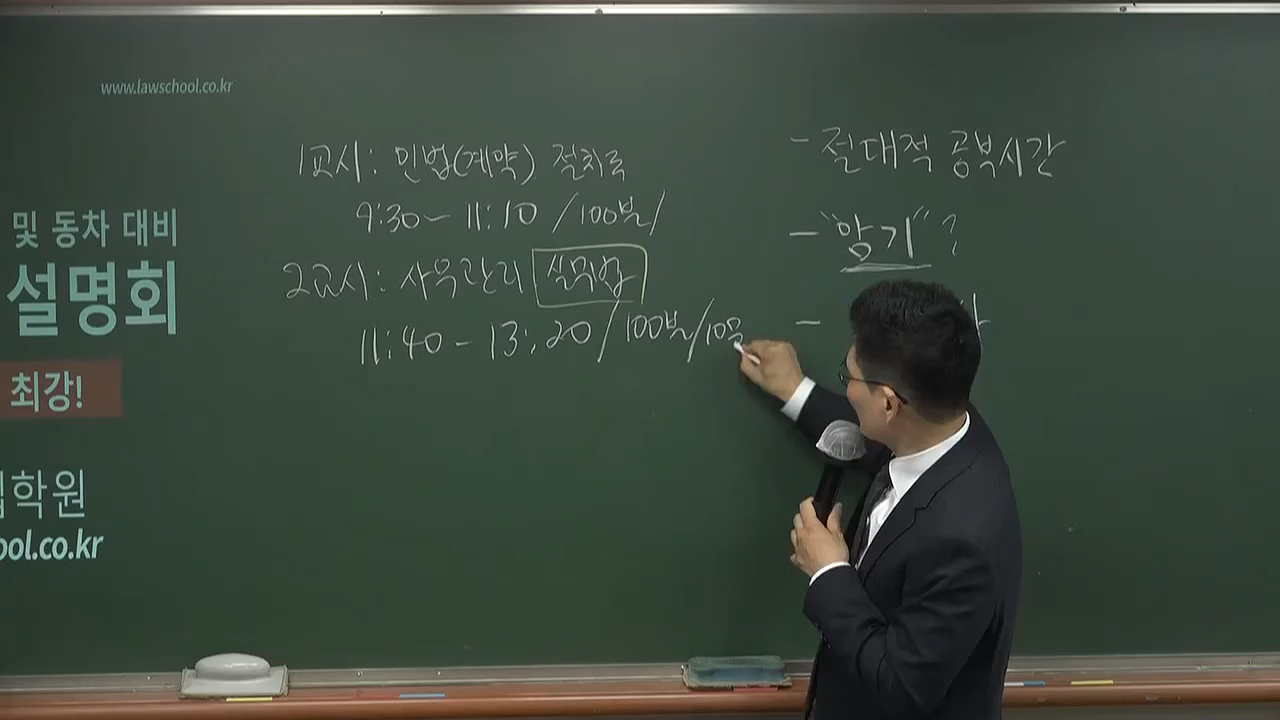 www.lawschool.co.kr
및 동차 대비
설명회
최강!
학원
ool.co.kr
1교시: 민법(계약) 절차론
9:30 - 11:10 /100분/
2교시: 사무관리 실무형
11:40 - 13:20 /100분/10
- 절대적 공부시간
- "암기"?
-